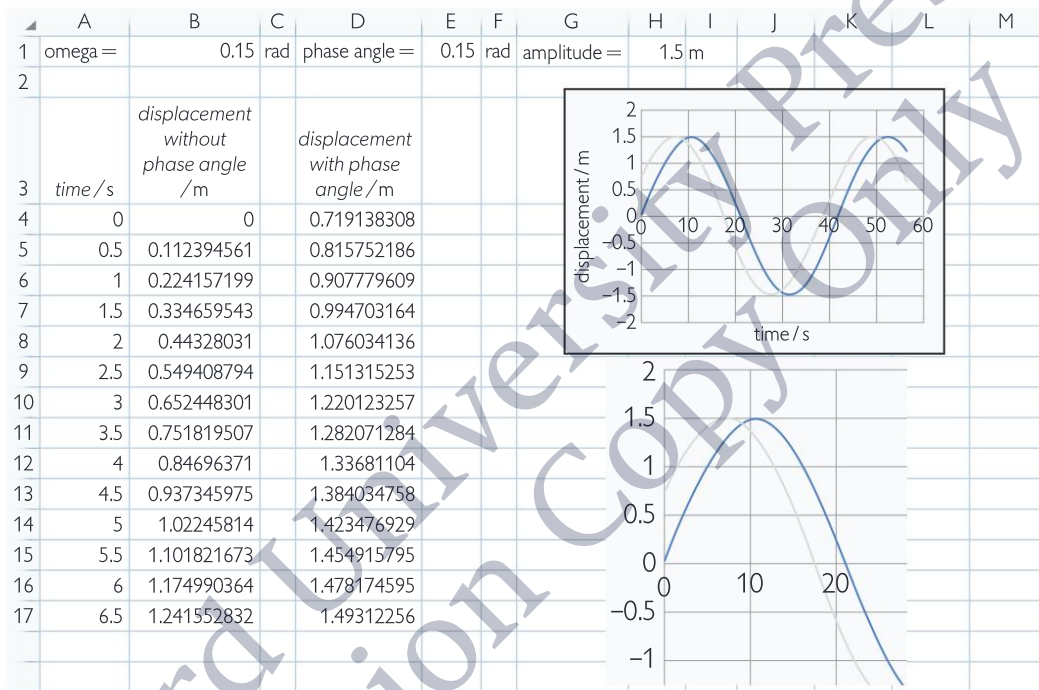 A B C D E F G H I J K L M
1 omega = 0.15 rad phase angle = 0.15 rad amplitude = 1.5 m
2
3 time / s displacement without phase angle / m displacement with phase angle / m
4 0 0 0.719138308
5 0.5 0.112394561 0.815752186
6 1 0.224157199 0.907779609
7 1.5 0.334659543 0.994703164
8 2 0.44328031 1.076034136
9 2.5 0.549408794 1.151315253
10 3 0.652448301 1.220123257
11 3.5 0.751819507 1.282071284
12 4 0.84696371 1.33681104
13 4.5 0.937345975 1.384034758
14 5 1.02245814 1.423476929
15 5.5 1.101821673 1.454915795
16 6 1.174990364 1.478174595
17 6.5 1.241552832 1.49312256
displacement / m
2
1.5
1
0.5
0
−0.5
−1
−1.5
−2
0 10 20 30 40 50 60
time / s
2
1.5
1
0.5
0
−0.5
−1
0 10 20
rd University Pre
ion Copy Only